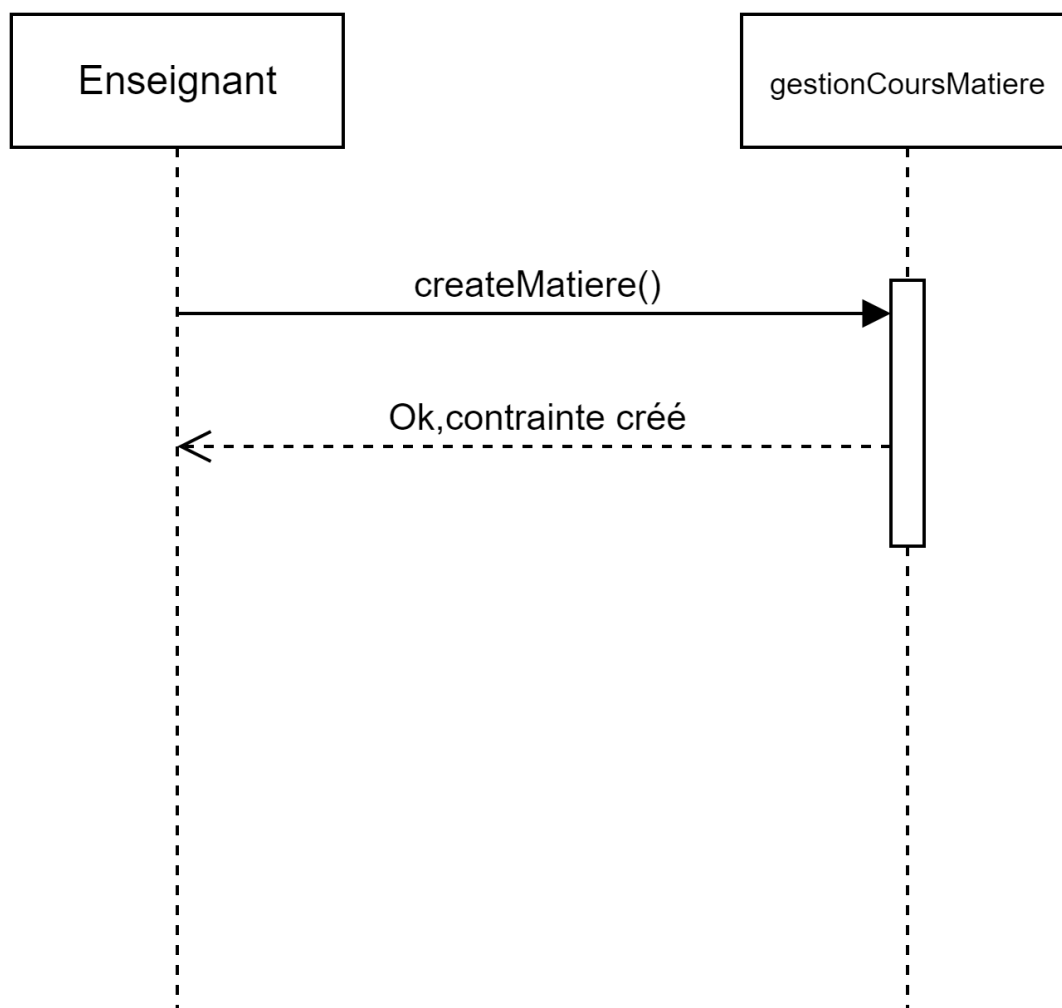 Enseignant
gestionCoursMatiere
createMatiere()
Ok,contrainte créé